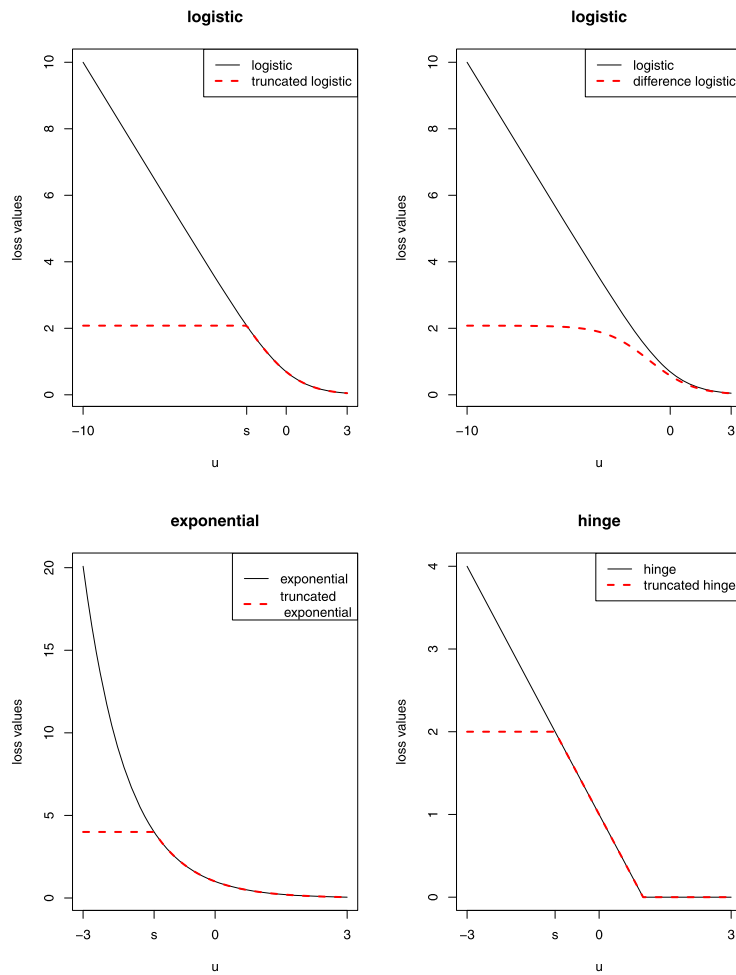 logistic
logistic
truncated logistic
loss values
10
8
6
4
2
0
−10
s
0
3
u
logistic
logistic
difference logistic
loss values
10
8
6
4
2
0
−10
0
3
u
exponential
exponential
truncated
exponential
loss values
20
15
10
5
0
−3
s
0
3
u
hinge
hinge
truncated hinge
loss values
4
3
2
1
0
−3
s
0
3
u